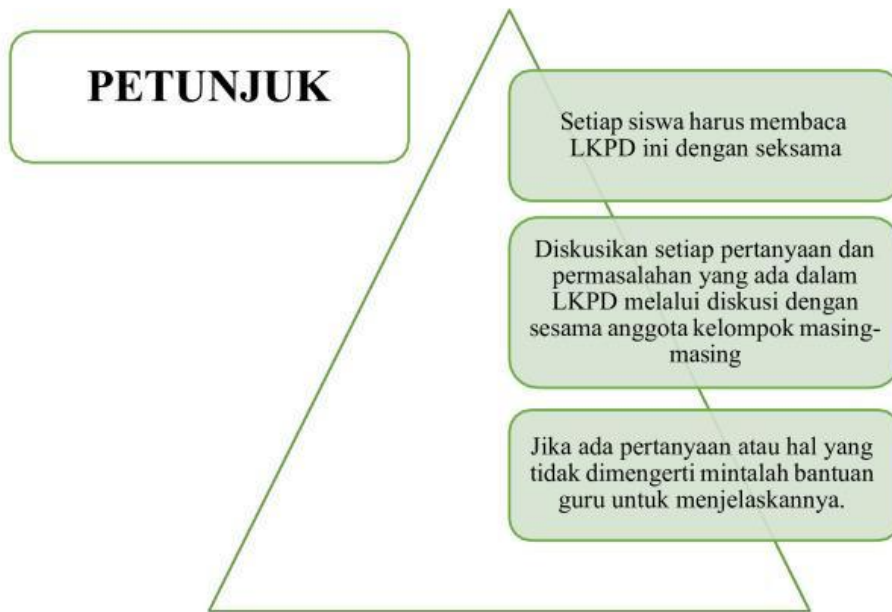 PETUNJUK
Setiap siswa harus membaca
LKPD ini dengan seksama
Diskusikan setiap pertanyaan dan
permasalahan yang ada dalam
LKPD melalui diskusi dengan
sesama anggota kelompok masing-
masing
Jika ada pertanyaan atau hal yang
tidak dimengerti mintalah bantuan
guru untuk menjelaskannya.